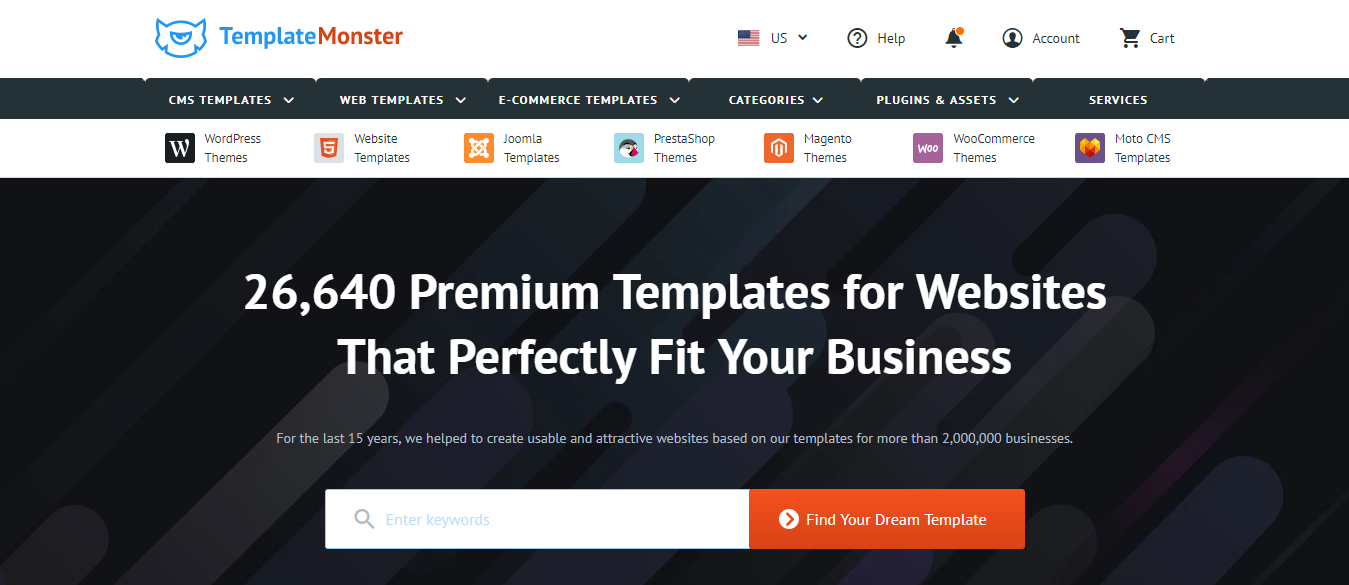 TemplateMonster
US
Help
Account
Cart
CMS TEMPLATES
WEB TEMPLATES
E-COMMERCE TEMPLATES
CATEGORIES
PLUGINS & ASSETS
SERVICES
W
WordPress
Themes
5
Website
Templates
Joomla
Templates
PrestaShop
Themes
Magento
Themes
woo
WooCommerce
Themes
Moto CMS
Templates
26,640 Premium Templates for Websites
That Perfectly Fit Your Business
For the last 15 years, we helped to create usable and attractive websites based on our templates for more than 2,000,000 businesses.
Enter keywords
Find Your Dream Template